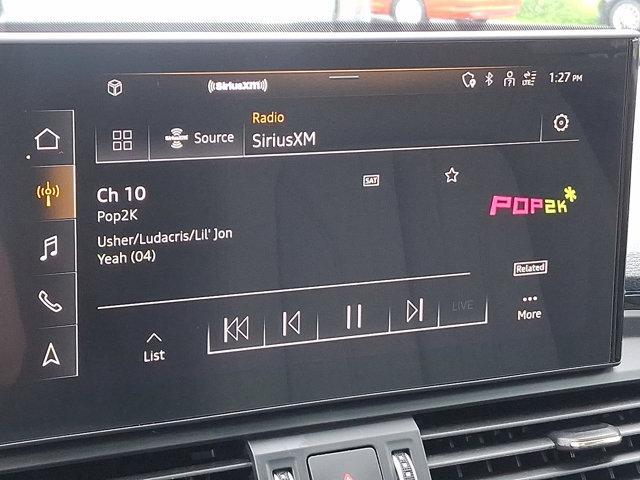 SiriusXM
LTE
1:27 PM
Source
Radio
SiriusXM
Ch 10
Pop2K
SAT
POP2K*
Usher/Ludacris/Lil' Jon
Yeah (04)
Related
LIVE
List
More